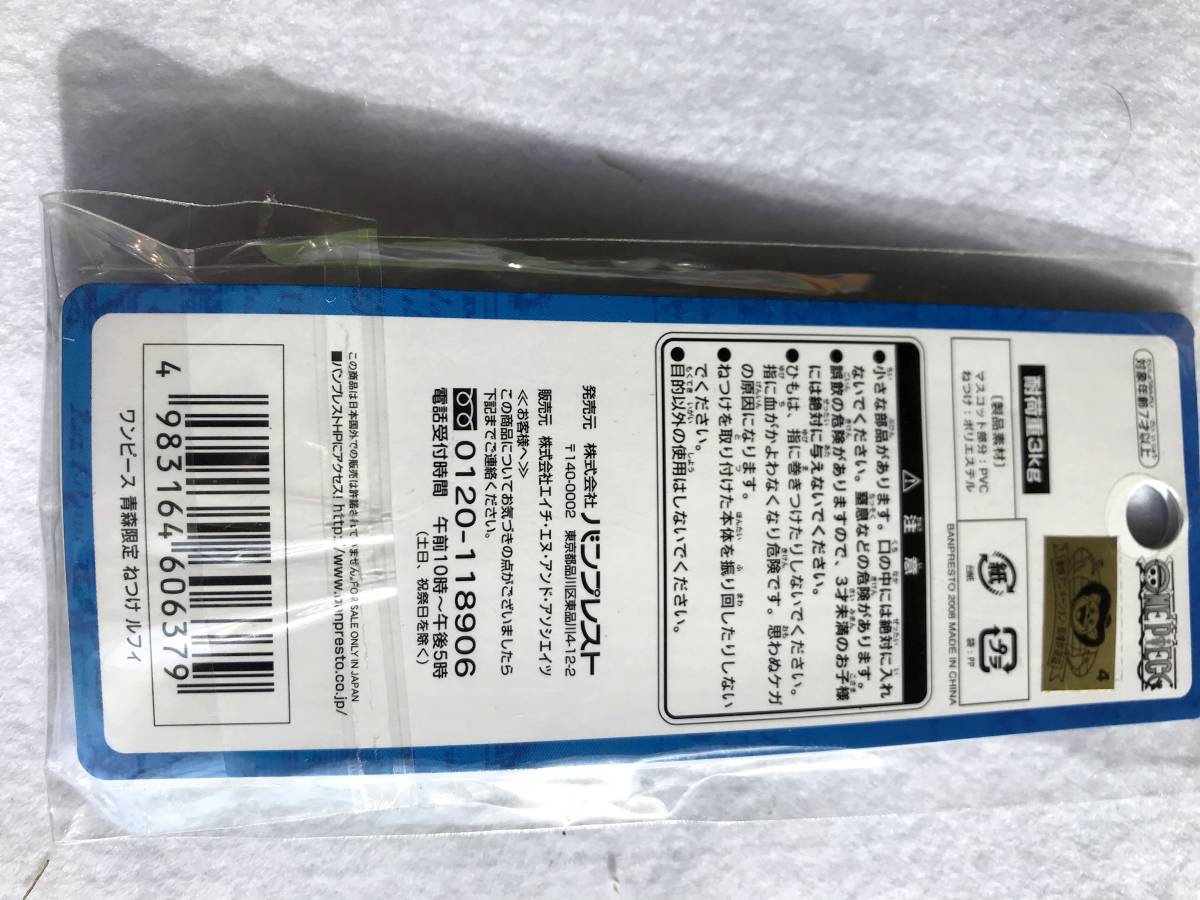 対象年齢7才以上
ONE PIECE
4
耐荷重3kg
〔製品素材〕
マスコット部分：PVC
ねつけ：ポリエステル
紙
台紙
プラ
袋：PP
BANPRESTO 2008 MADE IN CHINA
注意
●小さな部品があります。口の中には絶対に入れ
ないでください。窒息などの危険があります。
●誤飲の危険がありますので、3才未満のお子様
には絶対に与えないでください。
●ひもは、指に巻きつけたりしないでください。
指に血がかよわなくなり危険です。思わぬケガ
の原因になります。
●ねつけを取り付けた本体を振り回したりしない
でください。
●目的以外の使用はしないでください。
発売元 株式会社バンプレスト
〒140-0002 東京都品川区東品川4-12-2
販売元 株式会社エイチ・エヌ・アンド・アソシエイツ
≪お客様へ≫
この商品についてお気づきの点がございましたら
下記までご連絡ください。
0120-118906
電話受付時間 午前10時〜午後5時
(土日、祝祭日を除く)
この商品は日本国外での販売は許諾されていません。FOR SALE ONLY IN JAPAN
■バンプレストHPにアクセス!http://www.banpresto.co.jp/
4 983164 606379
ワンピース 青森限定 ねつけ ルフィ